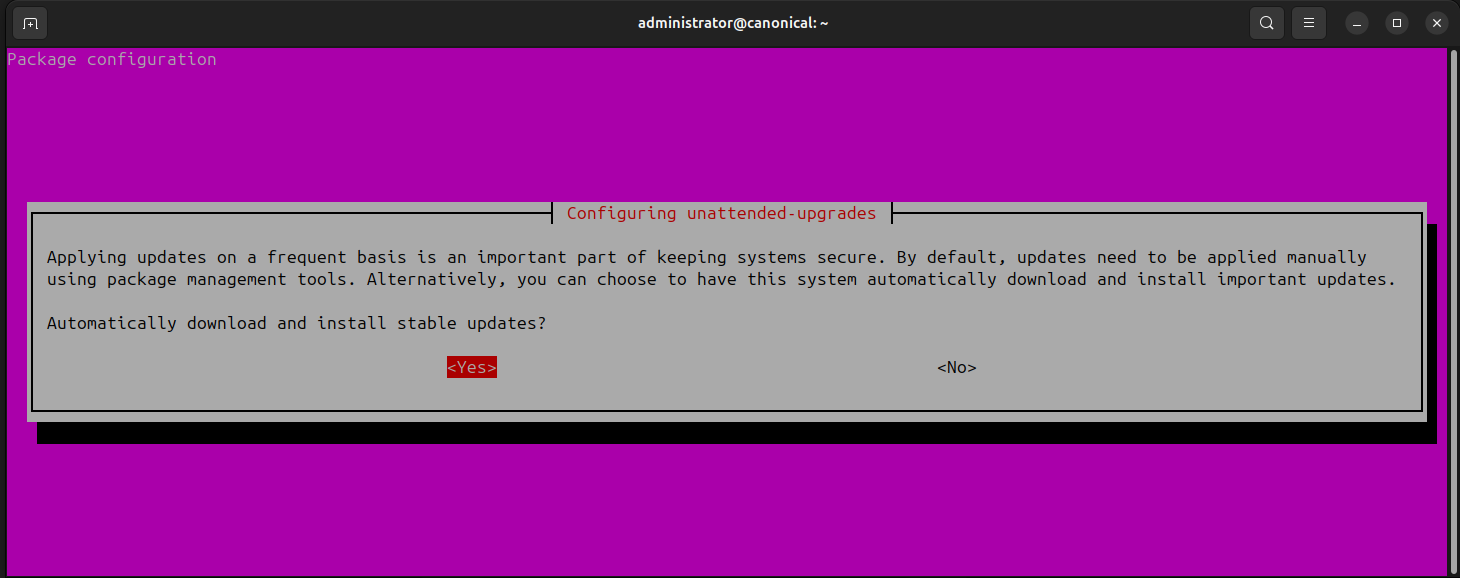 administrator@canonical: ~
Package configuration
Configuring unattended-upgrades
Applying updates on a frequent basis is an important part of keeping systems secure. By default, updates need to be applied manually
using package management tools. Alternatively, you can choose to have this system automatically download and install important updates.
Automatically download and install stable updates?
<Yes> <No>